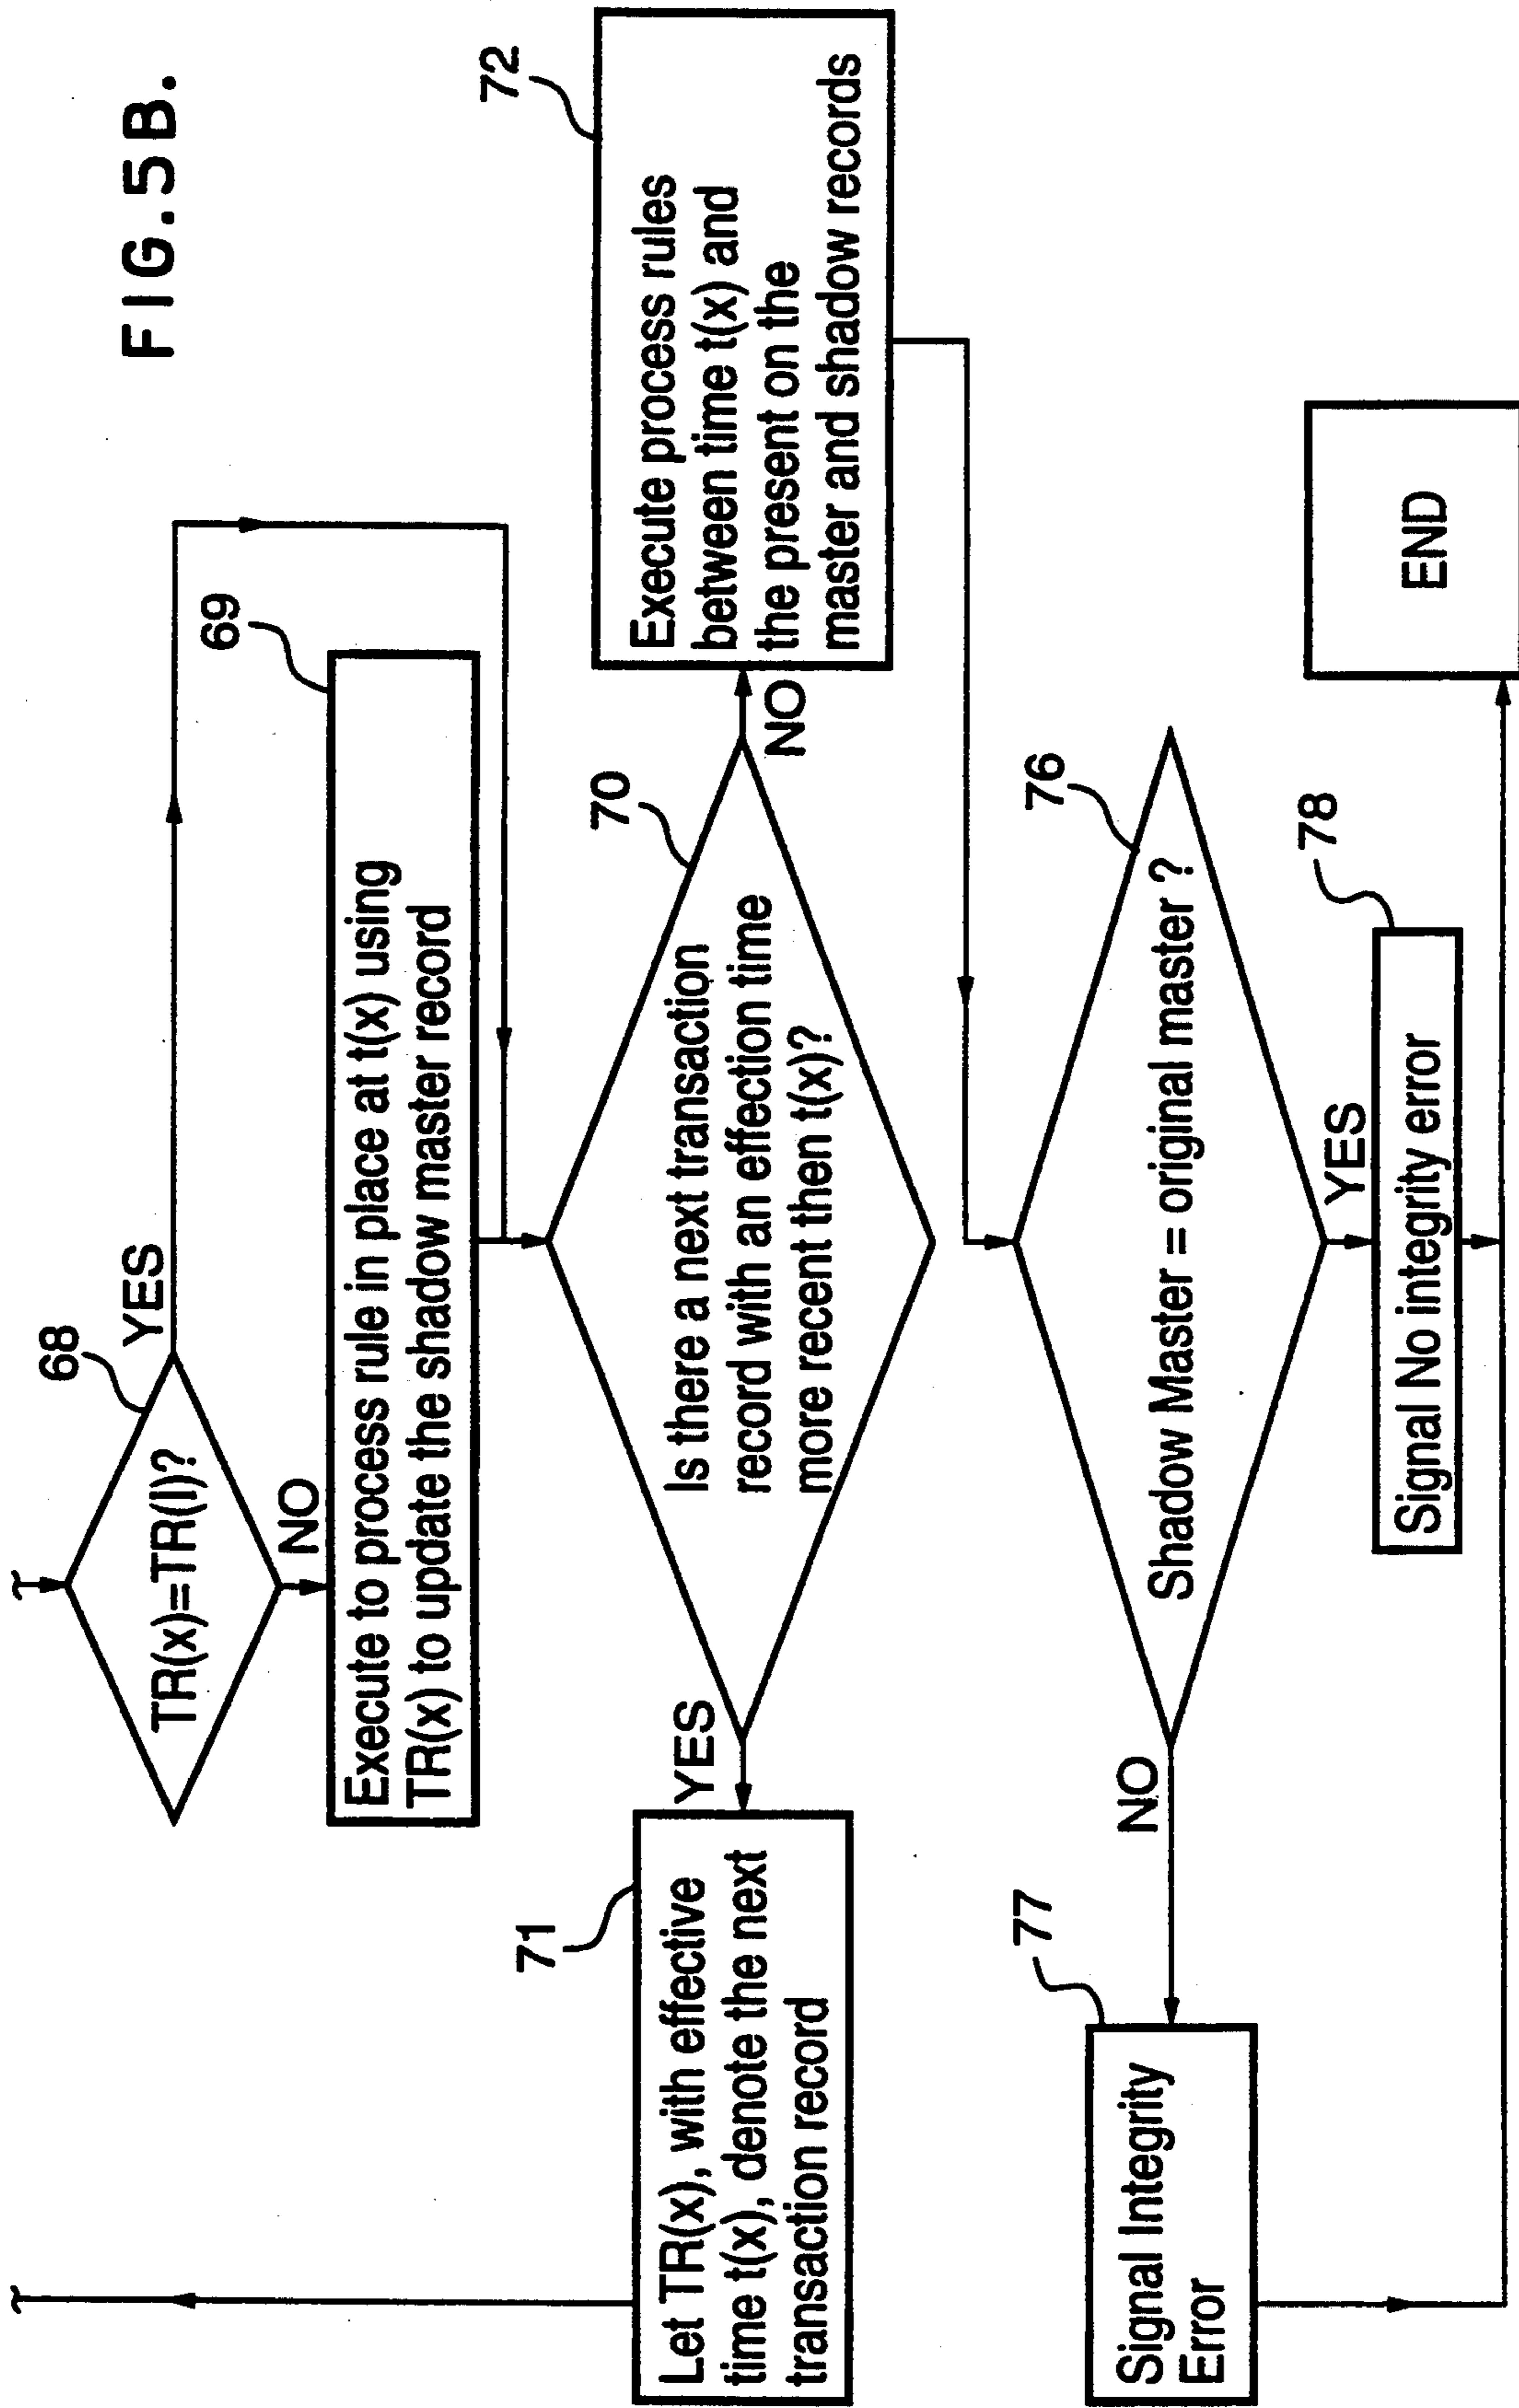 FIG.5B.
68
TR(x)=TR(I)?
YES
NO
69
Execute to process rule in place at t(x) using
TR(x) to update the shadow master record
70
Is there a next transaction
record with an effection time
more recent then t(x)?
YES
NO
71
Let TR(x), with effective
time t(x), denote the next
transaction record
72
Execute process rules
between time t(x) and
the present on the
master and shadow records
76
Shadow Master = original master ?
NO
YES
77
Signal Integrity
Error
78
Signal No integrity error
END